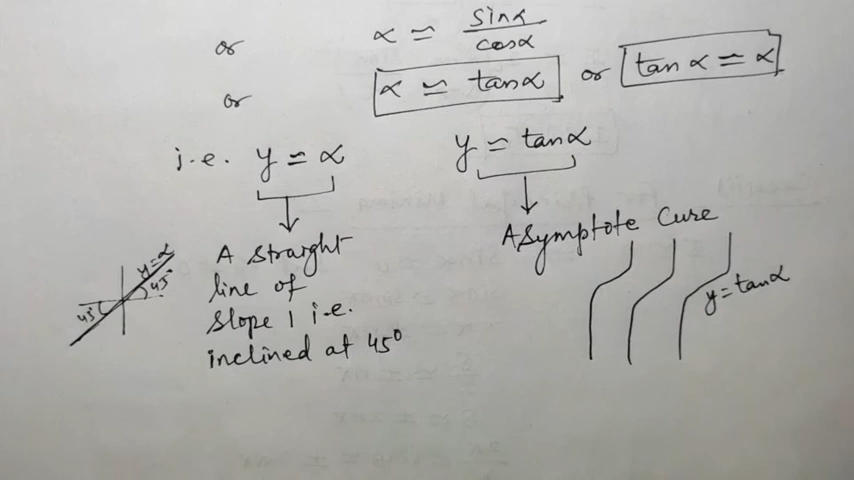 or α ≃ sinα/cosα
or α ≃ tanα or tan α ≃ α
i.e. y = α y ≃ tanα
A straight line of slope 1 i.e. inclined at 45°
Asymptote Cure
y=α
45°
45°
y=tanα